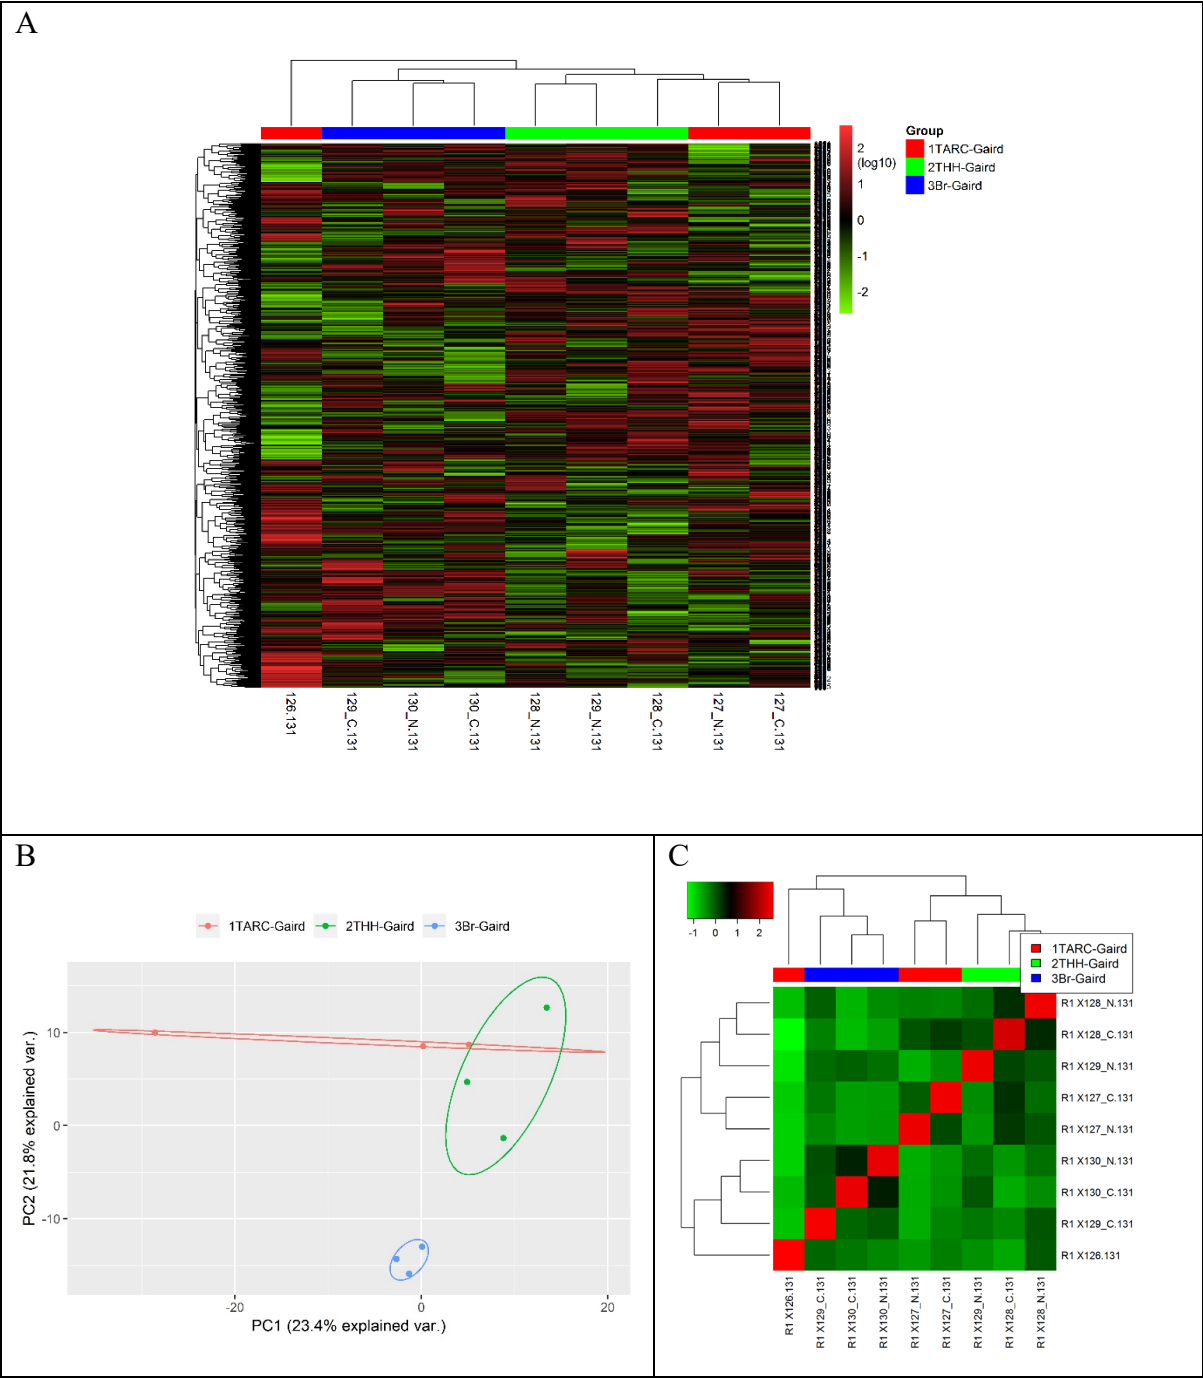 A
Group
1TARC-Gaird
2THH-Gaird
3Br-Gaird
2
(log10)
1
0
-1
-2
126.131
129_C.131
130_N.131
130_C.131
128_N.131
129_N.131
128_C.131
127_N.131
127_C.131
B
1TARC-Gaird
2THH-Gaird
3Br-Gaird
10
0
-10
PC2 (21.8% explained var.)
-20
0
20
PC1 (23.4% explained var.)
C
-1
0
1
2
1TARC-Gaird
2THH-Gaird
3Br-Gaird
R1 X128_N.131
R1 X128_C.131
R1 X129_N.131
R1 X127_C.131
R1 X127_N.131
R1 X130_N.131
R1 X130_C.131
R1 X129_C.131
R1 X126.131
R1 X126.131
R1 X129_C.131
R1 X130_C.131
R1 X130_N.131
R1 X127_N.131
R1 X127_C.131
R1 X129_N.131
R1 X128_C.131
R1 X128_N.131